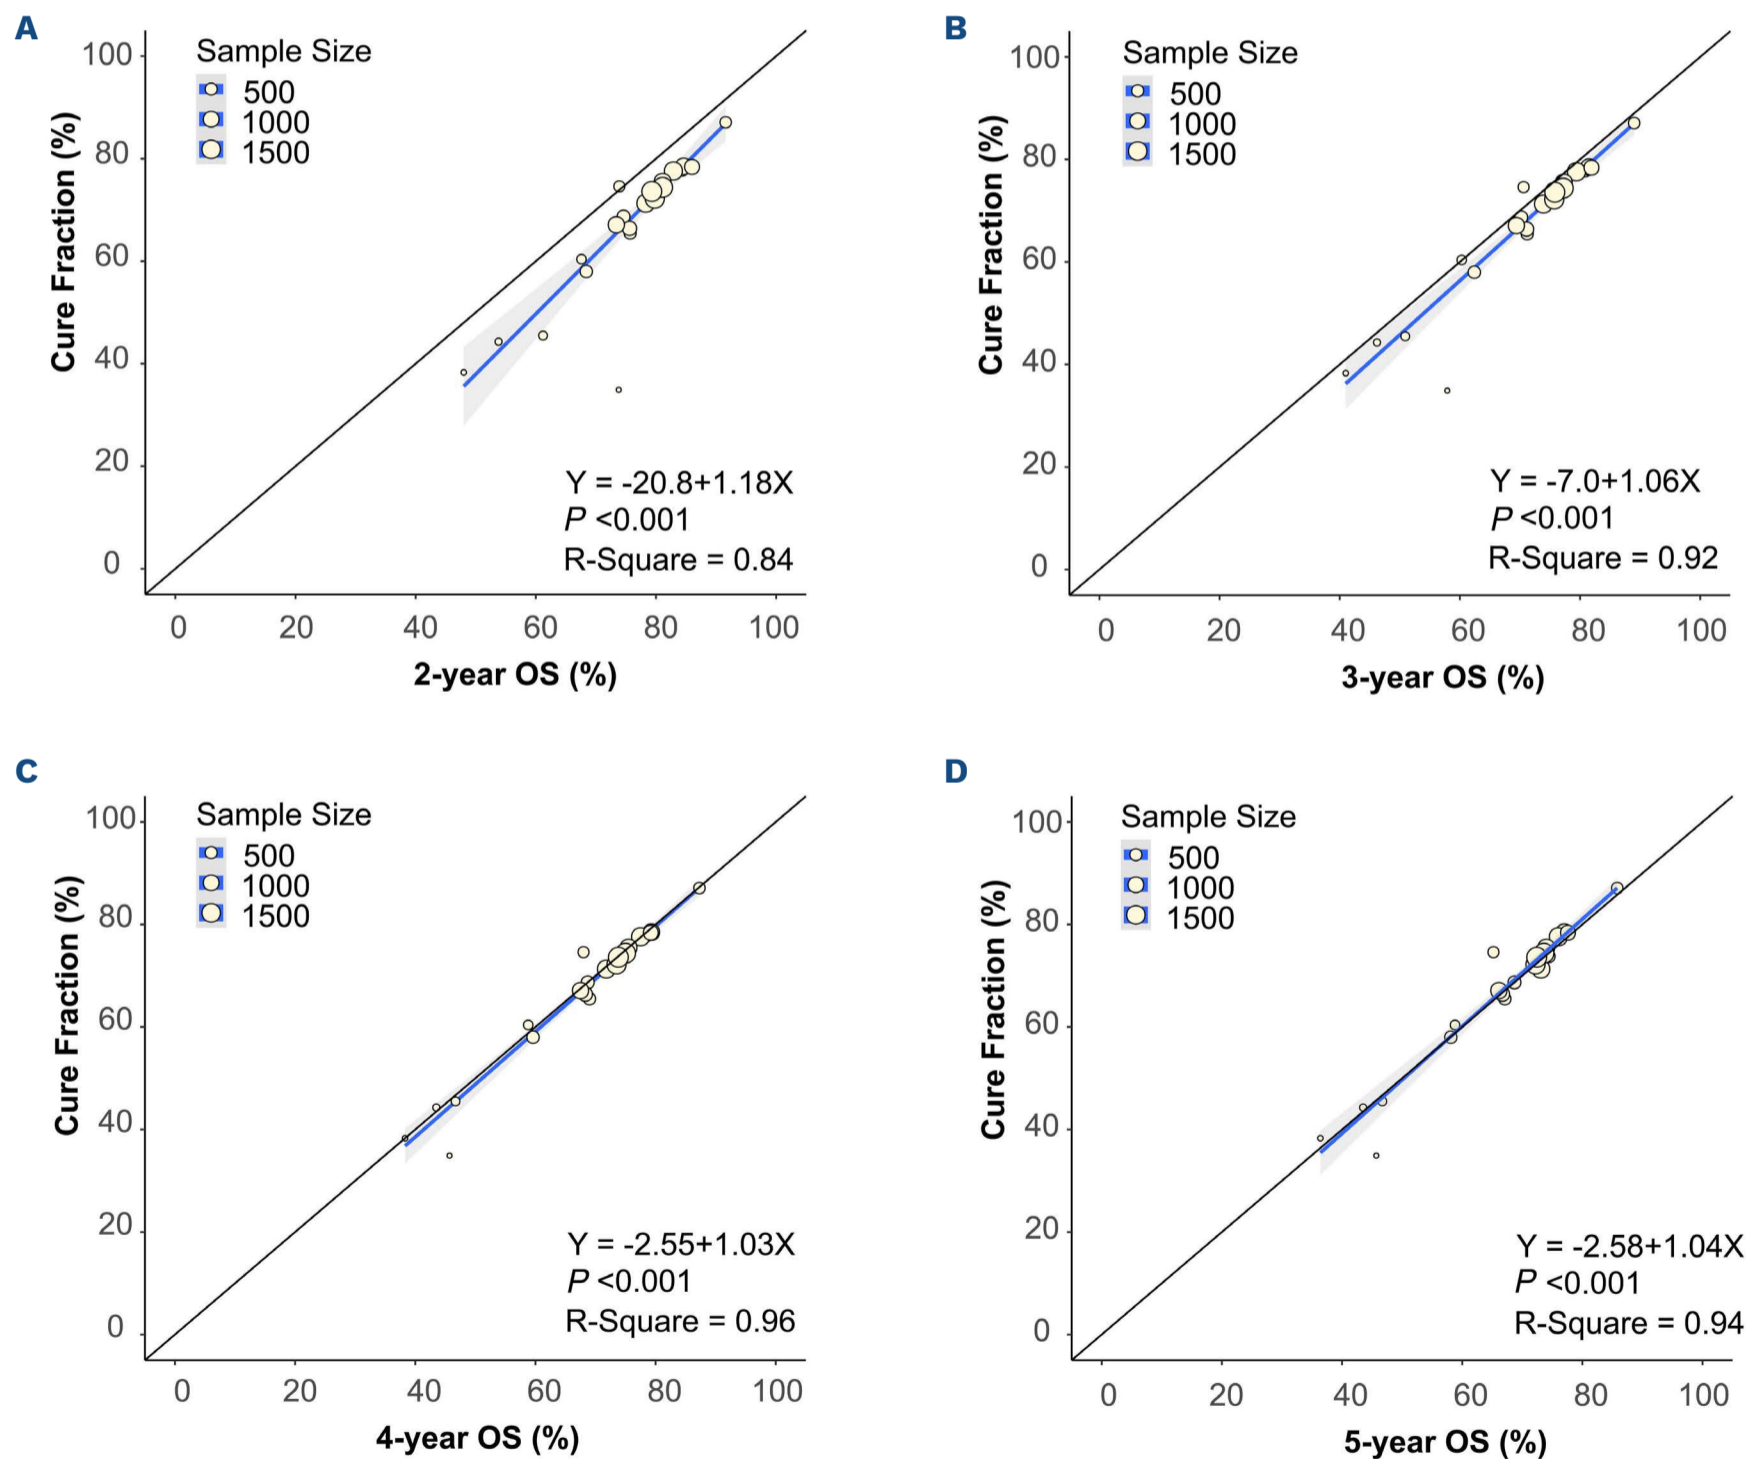 A
Sample Size
500
1000
1500
100
80
60
40
20
0
Cure Fraction (%)
Y = -20.8+1.18X
P <0.001
R-Square = 0.84
0 20 40 60 80 100
2-year OS (%)
B
Sample Size
500
1000
1500
100
80
60
40
20
0
Cure Fraction (%)
Y = -7.0+1.06X
P <0.001
R-Square = 0.92
0 20 40 60 80 100
3-year OS (%)
C
Sample Size
500
1000
1500
100
80
60
40
20
0
Cure Fraction (%)
Y = -2.55+1.03X
P <0.001
R-Square = 0.96
0 20 40 60 80 100
4-year OS (%)
D
Sample Size
500
1000
1500
100
80
60
40
20
0
Cure Fraction (%)
Y = -2.58+1.04X
P <0.001
R-Square = 0.94
0 20 40 60 80 100
5-year OS (%)